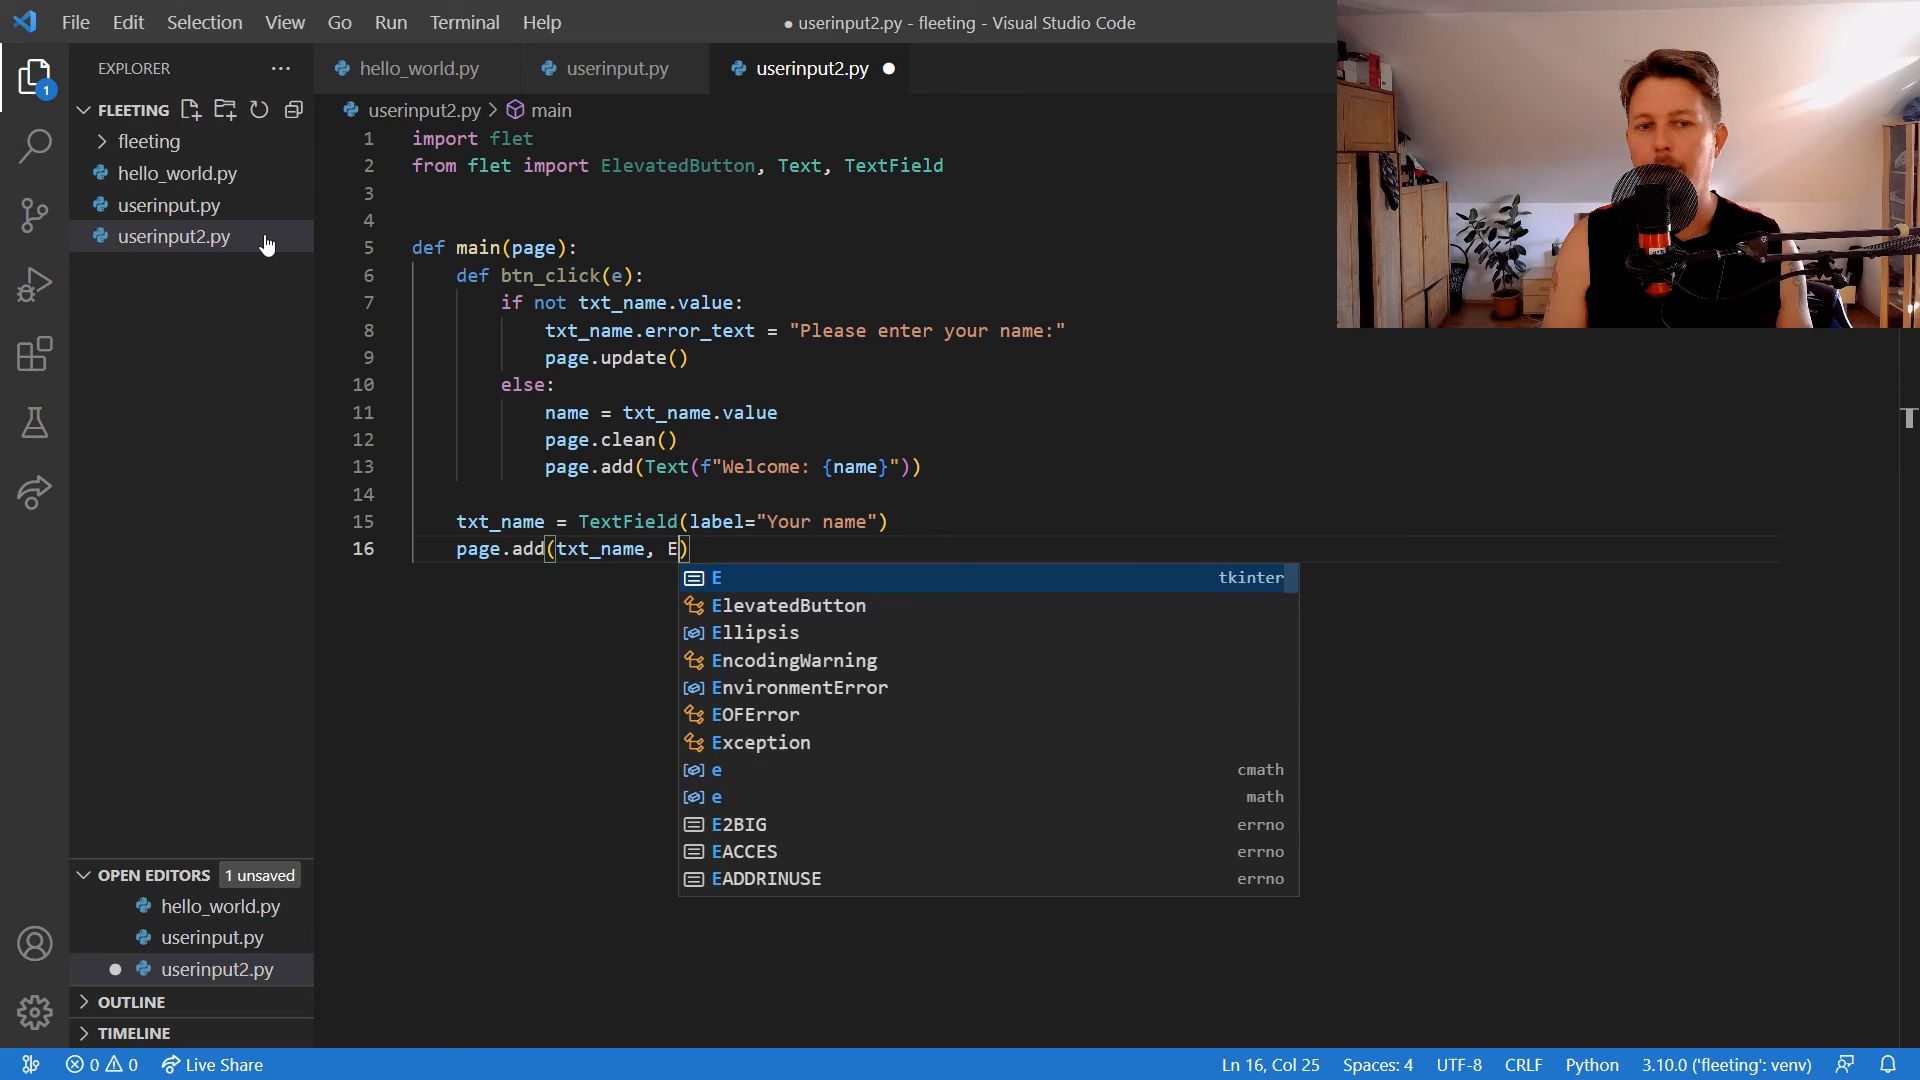 File Edit Selection View Go Run Terminal Help
● userinput2.py - fleeting - Visual Studio Code
EXPLORER ···
hello_world.py userinput.py userinput2.py ●
FLEETING
fleeting
hello_world.py
userinput.py
userinput2.py
userinput2.py > main
1 import flet
2 from flet import ElevatedButton, Text, TextField
3
4
5 def main(page):
6 def btn_click(e):
7 if not txt_name.value:
8 txt_name.error_text = "Please enter your name:"
9 page.update()
10 else:
11 name = txt_name.value
12 page.clean()
13 page.add(Text(f"Welcome: {name}"))
14
15 txt_name = TextField(label="Your name")
16 page.add(txt_name, E)
E tkinter
ElevatedButton
Ellipsis
EncodingWarning
EnvironmentError
EOFError
Exception
e cmath
e math
E2BIG errno
EACCES errno
EADDRINUSE errno
1
OPEN EDITORS 1 unsaved
hello_world.py
userinput.py
● userinput2.py
OUTLINE
TIMELINE
0 0 Live Share
Ln 16, Col 25 Spaces: 4 UTF-8 CRLF Python 3.10.0 ('fleeting': venv)